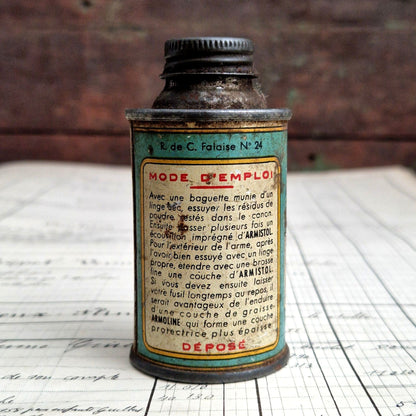 R. de C. Falaise Nº 24
MODE D'EMPLOI
Avec une baguette munie d'un
linge sec, essuyer les résidus de
poudre restés dans le canon.
Ensuite passer plusieurs fois un
écouvillon imprégné d'ARMISTOL.
Pour l'extérieur de l'arme, après
l'avoir bien essuyé avec un linge
propre, étendre avec une brosse
fine une couche d'ARMISTOL.
Si vous devez ensuite laisser
votre fusil longtemps au repos, il
serait avantageux de l'enduire
d'une couche de graisse
ARMOLINE qui forme une couche
protectrice plus épaisse.
DÉPOSÉ